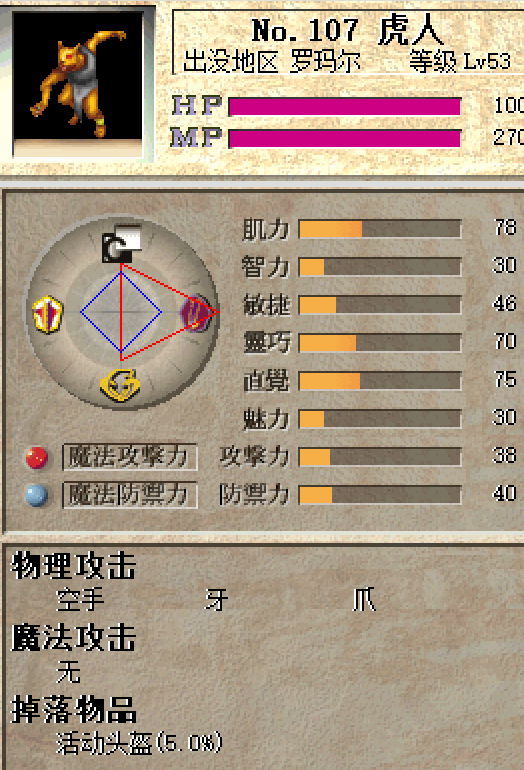 No.107 虎人
出没地区 罗玛尔 等级 Lv53
HP 100
MP 270
肌力 78
智力 30
敏捷 46
靈巧 70
直覺 75
魅力 30
魔法攻擊力 攻擊力 38
魔法防禦力 防禦力 40
物理攻击
空手 牙 爪
魔法攻击
无
掉落物品
活动头盔(5.0%)